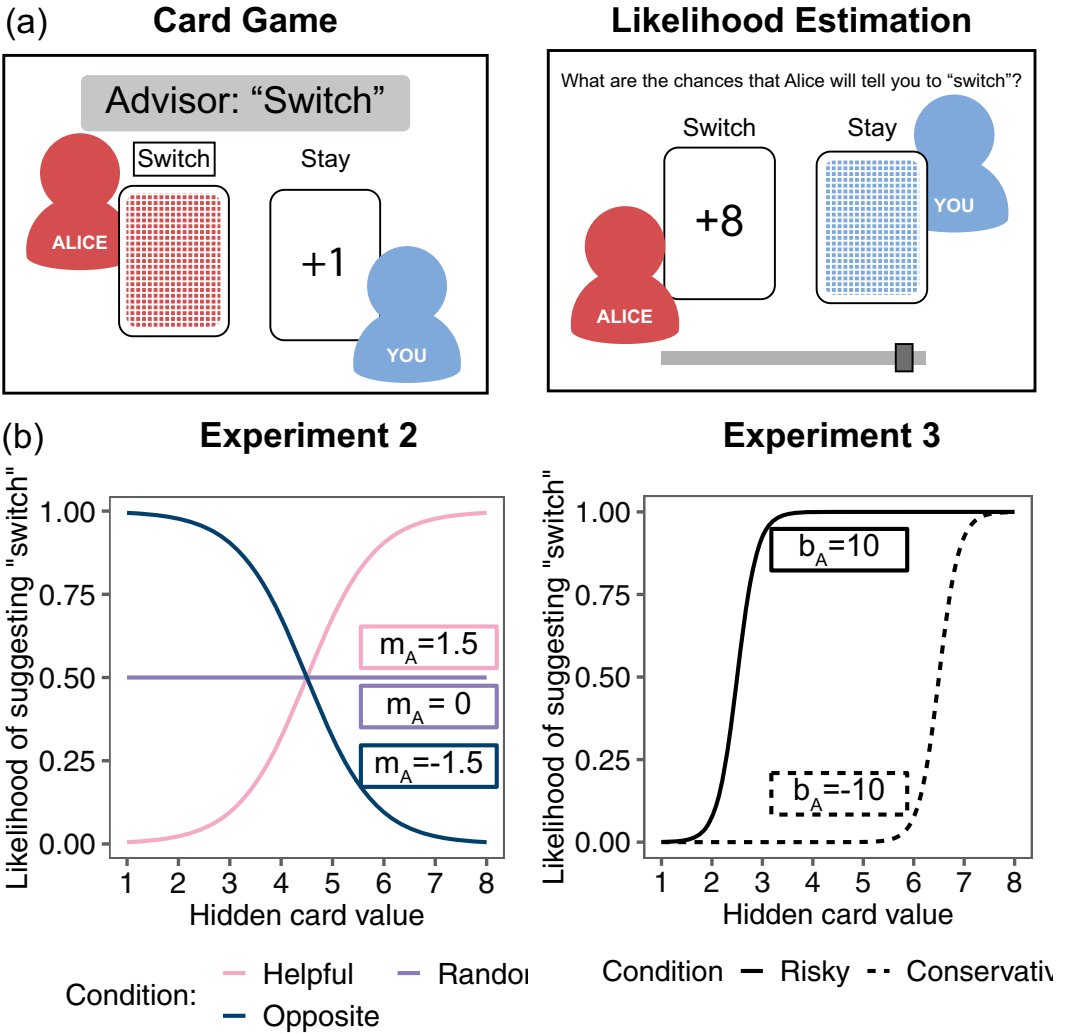 (a) Card Game
Likelihood Estimation
Advisor: “Switch”
Switch Stay
ALICE
+1
YOU
What are the chances that Alice will tell you to “switch”?
Switch Stay
+8
YOU
ALICE
(b) Experiment 2
Likelihood of suggesting "switch"
1.00
0.75
0.50
0.25
0.00
m_A=1.5
m_A= 0
m_A=-1.5
1 2 3 4 5 6 7 8
Hidden card value
Condition: Helpful Randor
Opposite
Experiment 3
Likelihood of suggesting "switch"
1.00
0.75
0.50
0.25
0.00
b_A=10
b_A=-10
1 2 3 4 5 6 7 8
Hidden card value
Condition Risky Conservativ